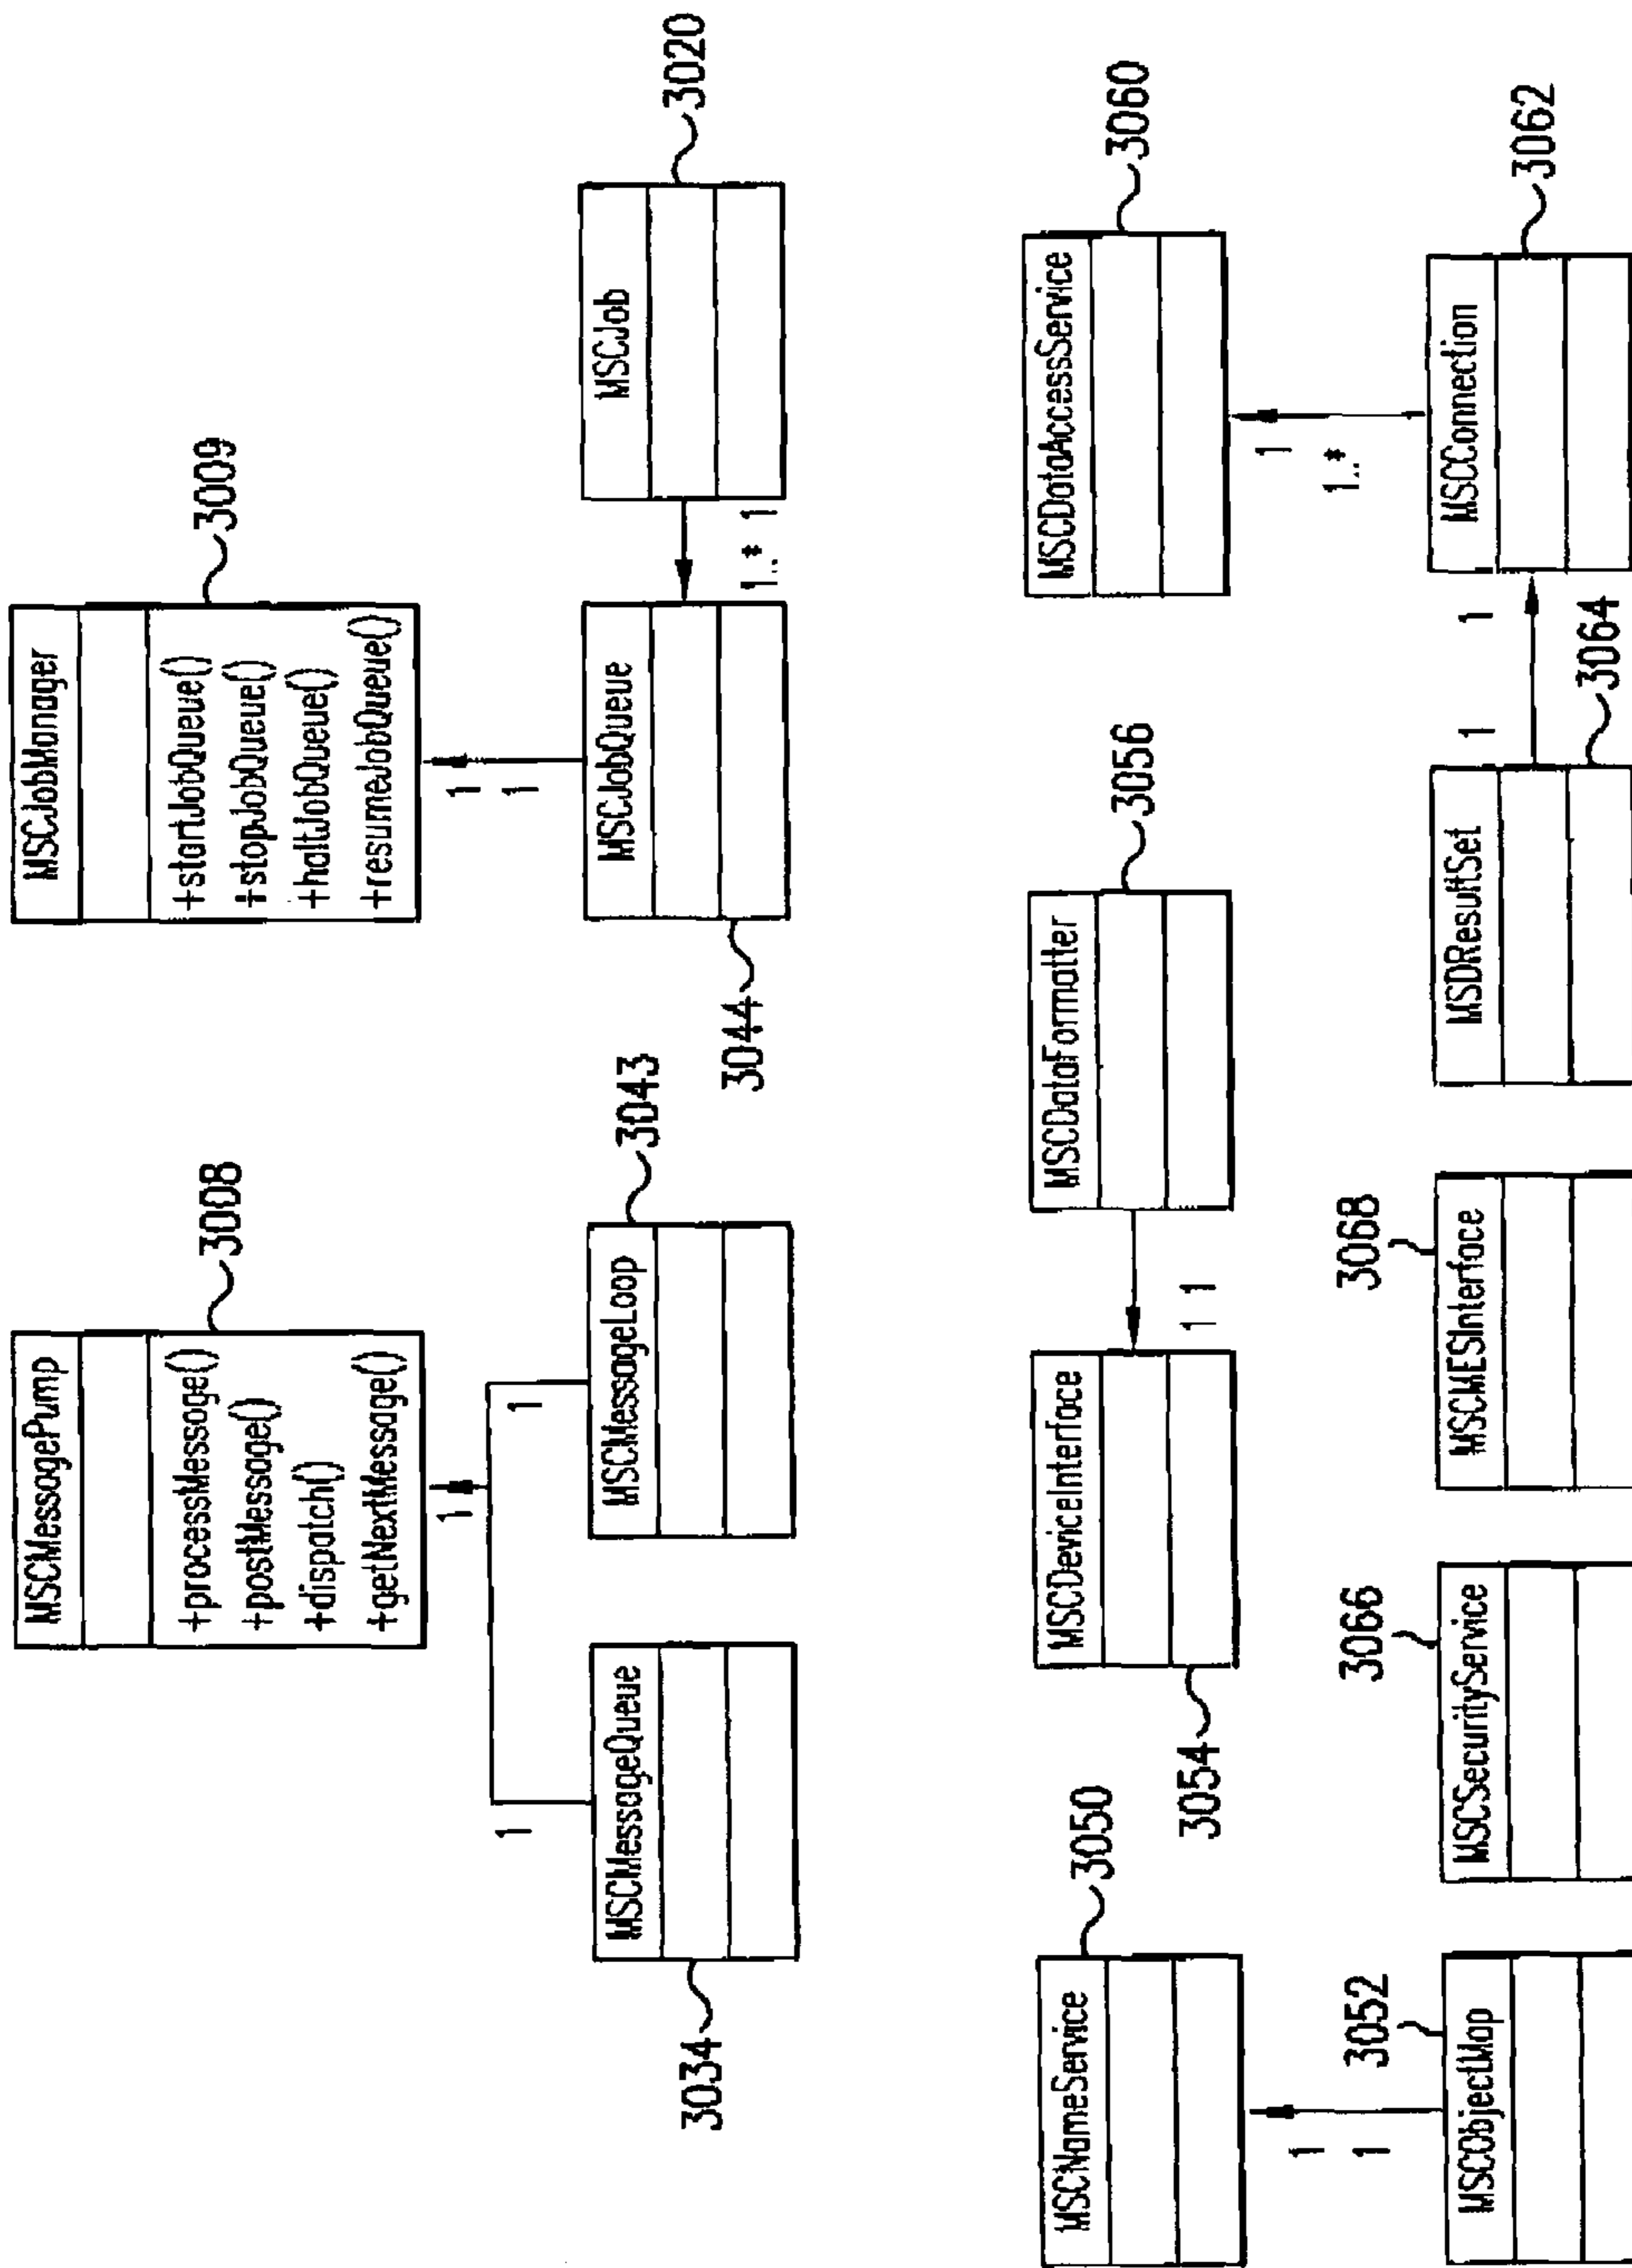 MSCMessagePump
+processMessage()
+postMessage()
+dispatch()
+getNextMessage()
3008
1
1
1
MSCMessageQueue
3034
MSCMessageLoop
3043
MSCJobManager
+startJobQueue()
+stopJobQueue()
+haltJobQueue()
+resumeJobQueue()
3009
1
1
MSCJobQueue
3044
1..* 1
MSCJob
3020
MSCNameService
3050
1
1
MSCObjectMap
3052
MSCDeviceInterface
3054
1 1
MSCDataFormatter
3056
MSCDataAccessService
3060
1
1..*
MSCSecurityService
3066
MSCMESInterface
3068
MSDResultSet
3064
1 1
MSCConnection
3062